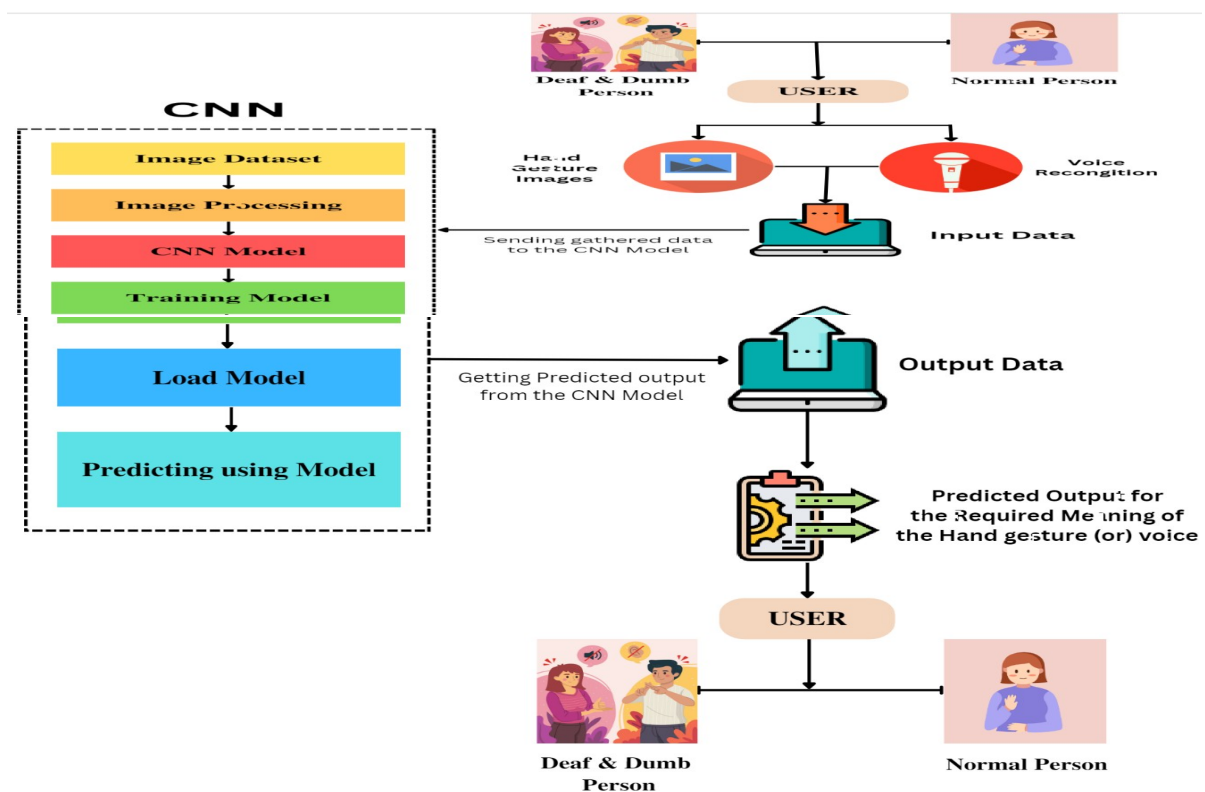 Deaf & Dumb
Person
Normal Person
USER
CNN
Image Dataset
Image Processing
CNN Model
Training Model
Load Model
Predicting using Model
Hand
Gesture
Images
Voice
Recongition
Input Data
Sending gathered data
to the CNN Model
Output Data
Getting Predicted output
from the CNN Model
Predicted Output for
the Required Meaning of
the Hand gesture (or) voice
USER
Deaf & Dumb
Person
Normal Person